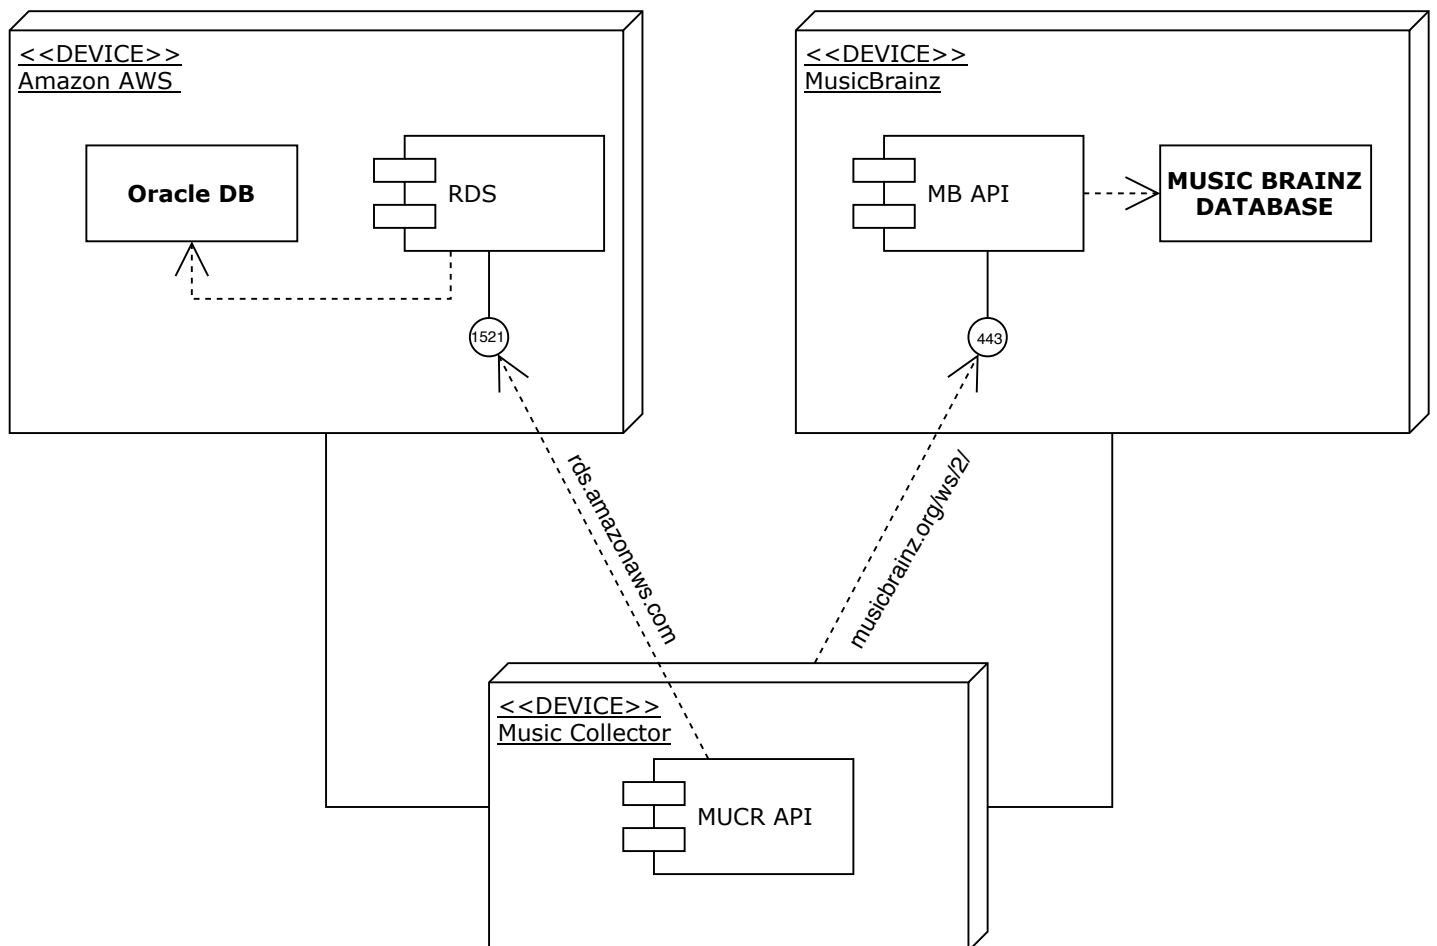 <<DEVICE>>
Amazon AWS
Oracle DB
RDS
1521
<<DEVICE>>
MusicBrainz
MB API
MUSIC BRAINZ
DATABASE
443
rds.amazonaws.com
musicbrainz.org/ws/2/
<<DEVICE>>
Music Collector
MUCR API